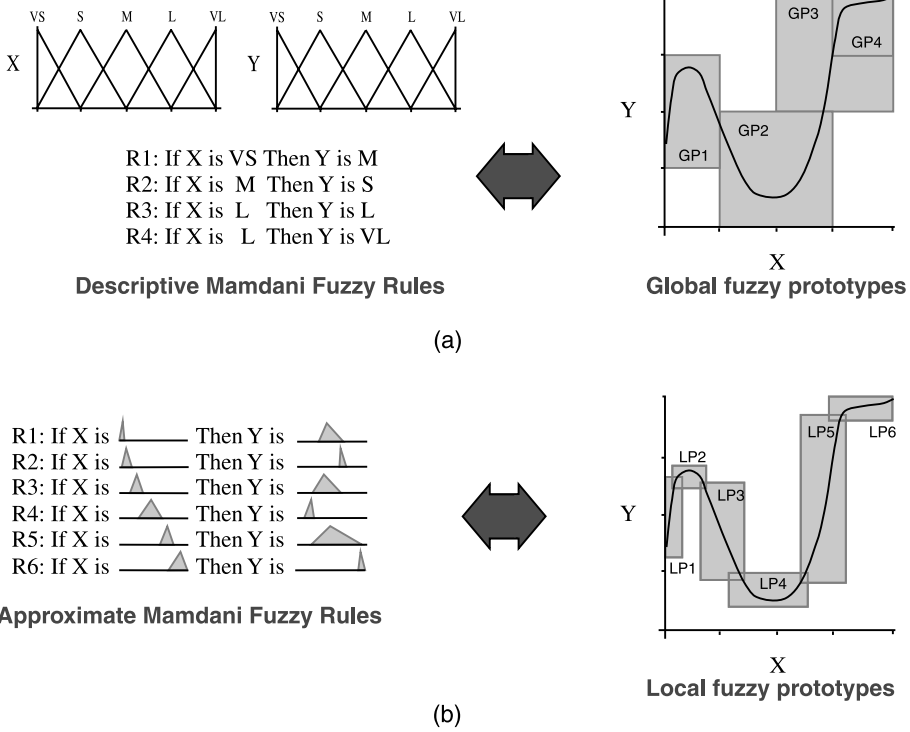 VS S M L VL
X
VS S M L VL
Y
R1: If X is VS Then Y is M
R2: If X is M Then Y is S
R3: If X is L Then Y is L
R4: If X is L Then Y is VL
Descriptive Mamdani Fuzzy Rules
GP3
GP4
Y
GP2
GP1
X
Global fuzzy prototypes
(a)
R1: If X is Then Y is
R2: If X is Then Y is
R3: If X is Then Y is
R4: If X is Then Y is
R5: If X is Then Y is
R6: If X is Then Y is
Approximate Mamdani Fuzzy Rules
LP5
LP6
LP2
LP3
Y
LP1
LP4
X
Local fuzzy prototypes
(b)